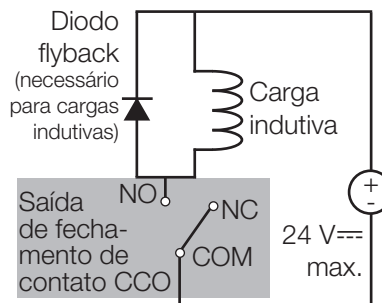 Diodo
flyback
(necessário
para cargas
indutivas)
Carga
indutiva
+
-
24 V⎓
max.
Saída
de fecha-
mento de
contato CCO
NO
NC
COM